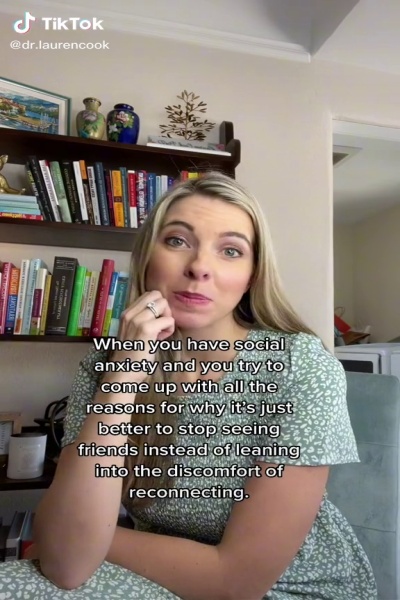 TikTok
@dr.laurencook
When you have social
anxiety and you try to
come up with all the
reasons for why it's just
better to stop seeing
friends instead of leaning
into the discomfort of
reconnecting.